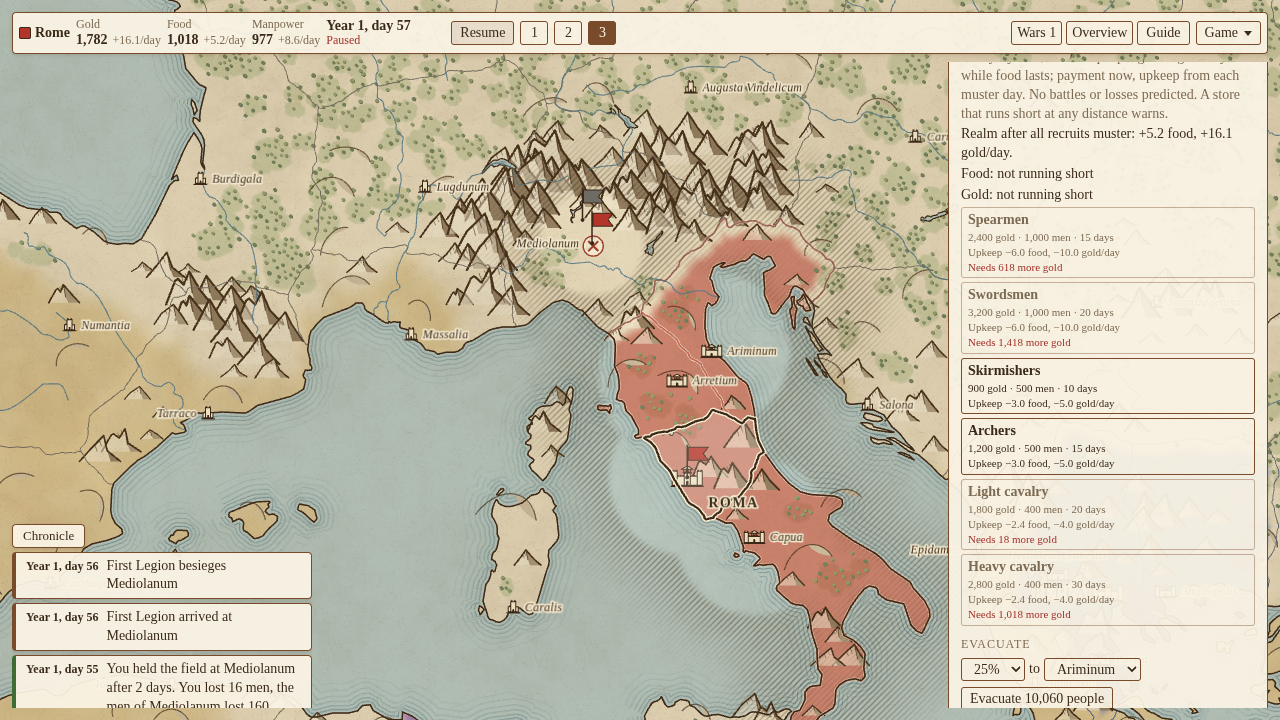 Rome
Gold
1,782 +16.1/day
Food
1,018 +5.2/day
Manpower
977 +8.6/day
Year 1, day 57
Paused
Resume
1
2
3
Wars 1
Overview
Guide
Game
while food lasts; payment now, upkeep from each
muster day. No battles or losses predicted. A store
that runs short at any distance warns.
Realm after all recruits muster: +5.2 food, +16.1
gold/day.
Food: not running short
Gold: not running short
Spearmen
2,400 gold · 1,000 men · 15 days
Upkeep −6.0 food, −10.0 gold/day
Needs 618 more gold
Swordsmen
3,200 gold · 1,000 men · 20 days
Upkeep −6.0 food, −10.0 gold/day
Needs 1,418 more gold
Skirmishers
900 gold · 500 men · 10 days
Upkeep −3.0 food, −5.0 gold/day
Archers
1,200 gold · 500 men · 15 days
Upkeep −3.0 food, −5.0 gold/day
Light cavalry
1,800 gold · 400 men · 20 days
Upkeep −2.4 food, −4.0 gold/day
Needs 18 more gold
Heavy cavalry
2,800 gold · 400 men · 30 days
Upkeep −2.4 food, −4.0 gold/day
Needs 1,018 more gold
EVACUATE
25% to Ariminum
Evacuate 10,060 people
Augusta Vindelicum
Burdigala
Lugdunum
Mediolanum
Numantia
Massalia
Ariminum
Arretium
Tarraco
Salona
ROMA
Capua
Epidam
Caralis
Chronicle
Year 1, day 56 First Legion besieges
Mediolanum
Year 1, day 56 First Legion arrived at
Mediolanum
Year 1, day 55 You held the field at Mediolanum
after 2 days. You lost 16 men, the
men of Mediolanum lost 160